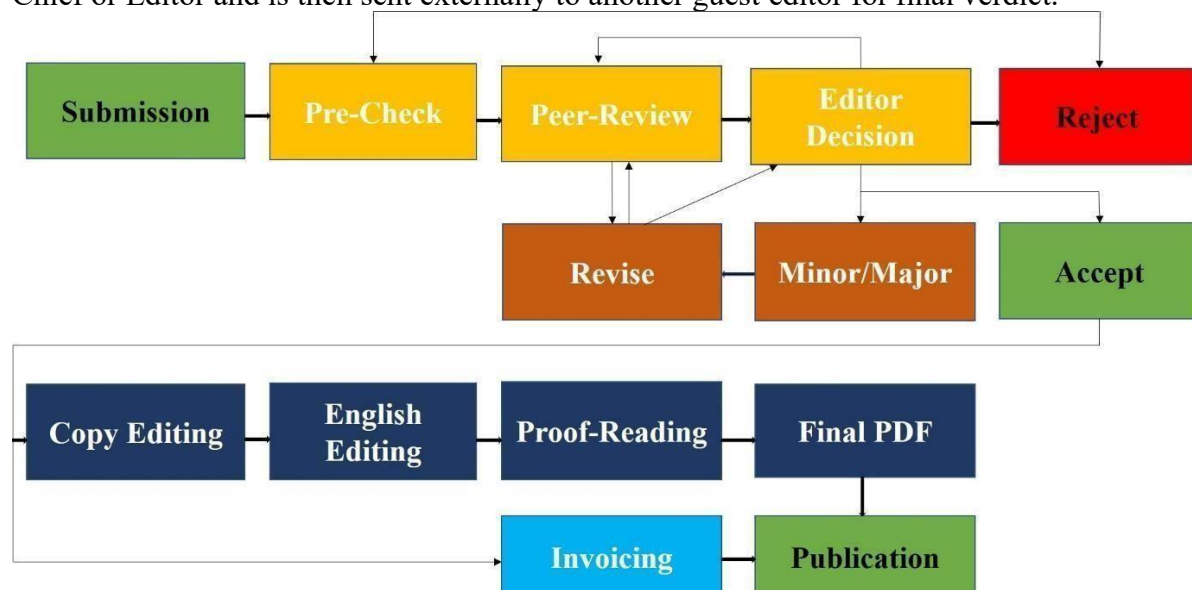 Chief or Editor and is then sent externally to another guest editor for final verdict.
Submission
Pre-Check
Peer-Review
Editor
Decision
Reject
Revise
Minor/Major
Accept
Copy Editing
English
Editing
Proof-Reading
Final PDF
Invoicing
Publication